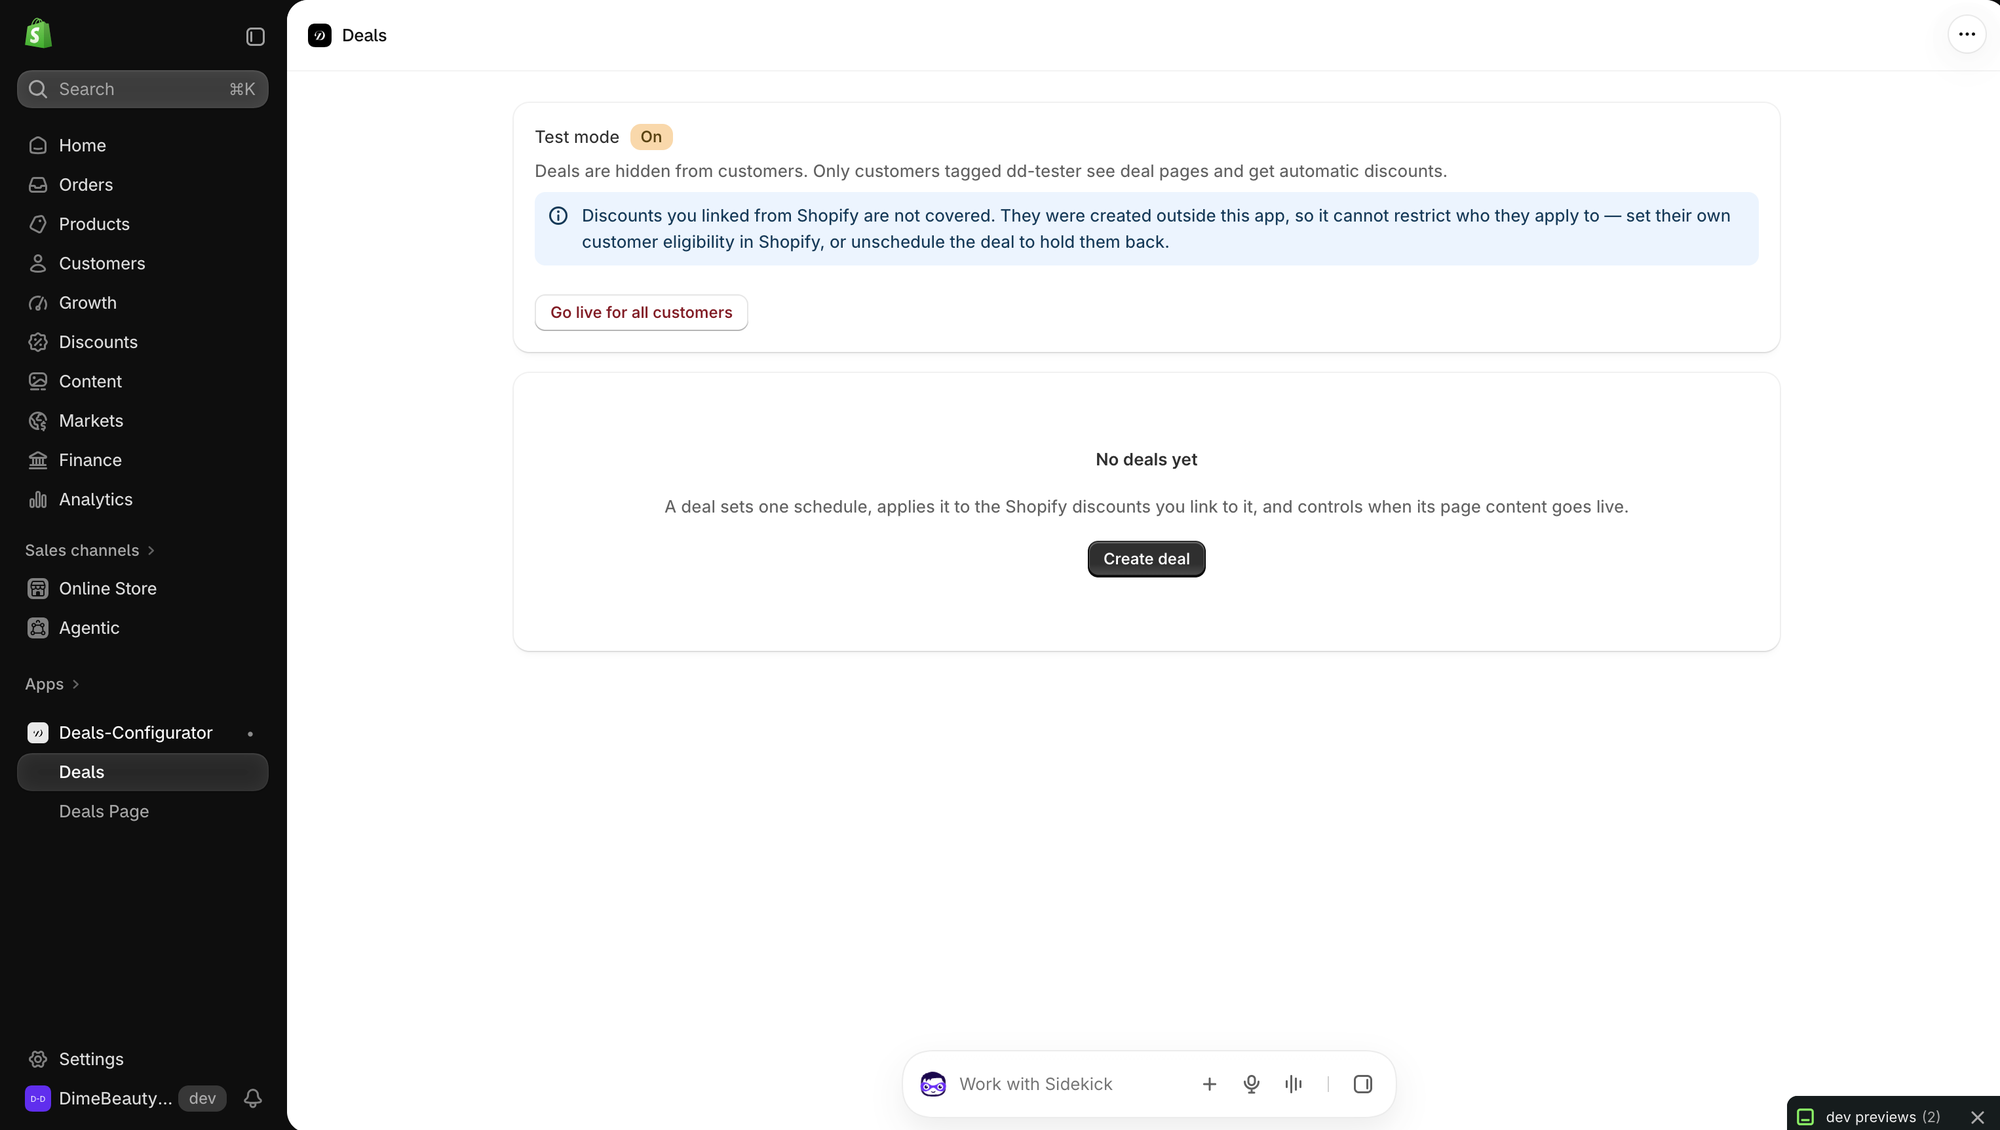 Search
⌘K
Home
Orders
Products
Customers
Growth
Discounts
Content
Markets
Finance
Analytics
Sales channels
Online Store
Agentic
Apps
Deals-Configurator
Deals
Deals Page
Settings
D-D
DimeBeauty...
dev
Deals
Test mode
On
Deals are hidden from customers. Only customers tagged dd-tester see deal pages and get automatic discounts.
Discounts you linked from Shopify are not covered. They were created outside this app, so it cannot restrict who they apply to — set their own
customer eligibility in Shopify, or unschedule the deal to hold them back.
Go live for all customers
No deals yet
A deal sets one schedule, applies it to the Shopify discounts you link to it, and controls when its page content goes live.
Create deal
Work with Sidekick
dev previews (2)